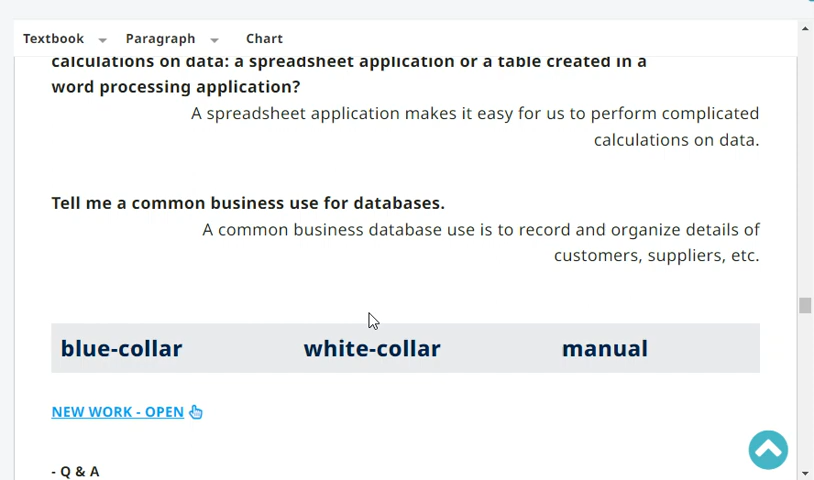 Textbook Paragraph Chart
calculations on data: a spreadsheet application or a table created in a
word processing application?
A spreadsheet application makes it easy for us to perform complicated
calculations on data.
Tell me a common business use for databases.
A common business database use is to record and organize details of
customers, suppliers, etc.
blue-collar white-collar manual
NEW WORK - OPEN
- Q & A